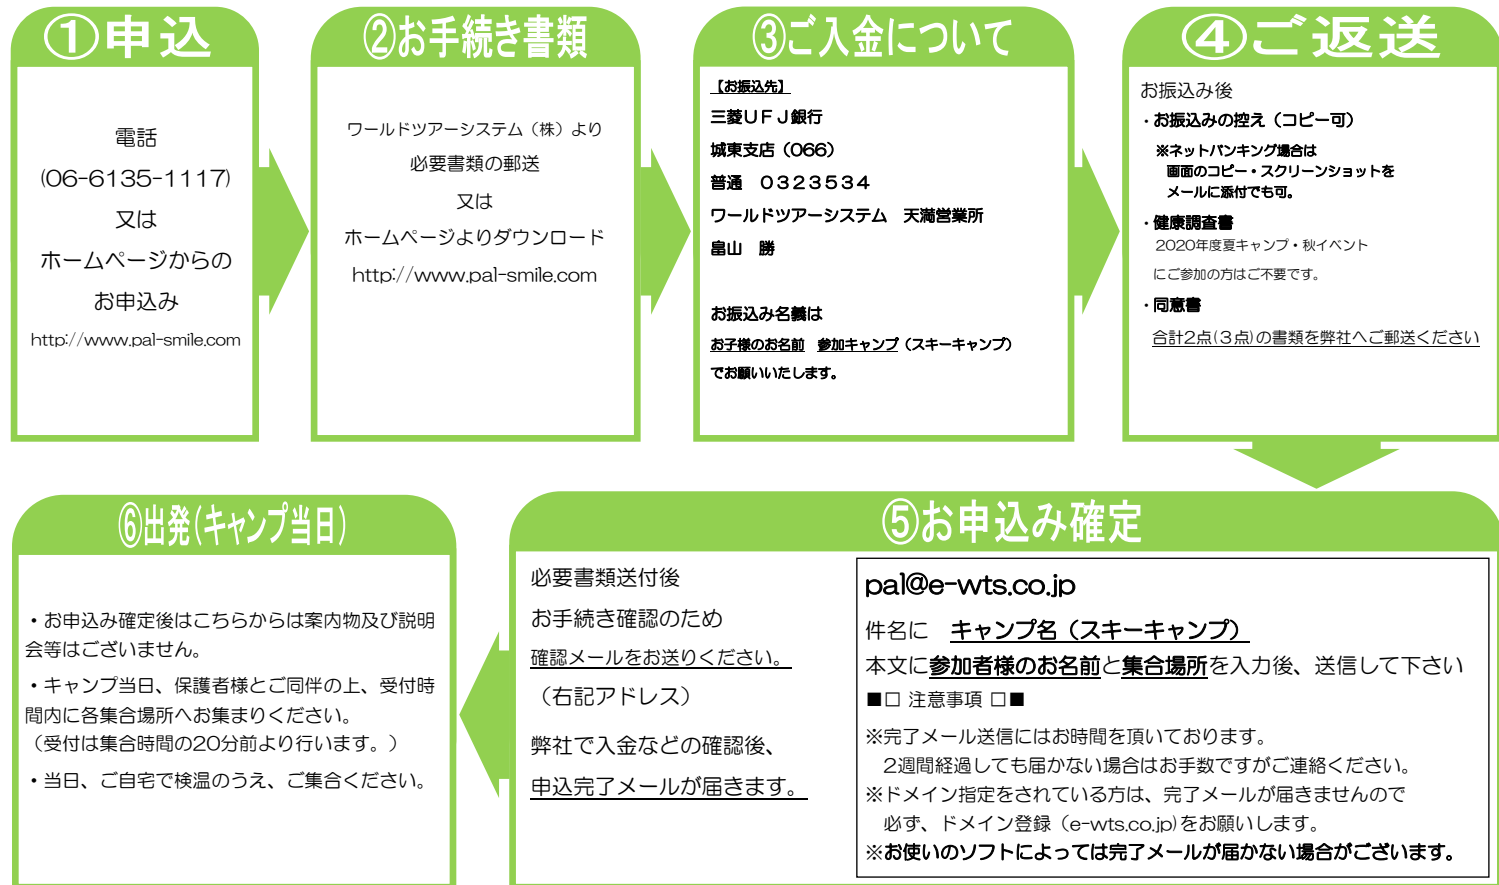 ①申込
電話
(06-6135-1117)
又は
ホームページからの
お申込み
http://www.pal-smile.com
②お手続き書類
ワールドツアーシステム（株）より
必要書類の郵送
又は
ホームページよりダウンロード
http://www.pal-smile.com
③ご入金について
【お振込先】
三菱ＵＦＪ銀行
城東支店（066）
普通　０３２３５３４
ワールドツアーシステム　天満営業所
畠山　勝
お振込み名義は
お子様のお名前　参加キャンプ（スキーキャンプ）
でお願いいたします。
④ご返送
お振込み後
・お振込みの控え（コピー可）
※ネットバンキング場合は
画面のコピー・スクリーンショットを
メールに添付でも可。
・健康調査書
2020年度夏キャンプ・秋イベント
にご参加の方はご不要です。
・同意書
合計2点(３点)の書類を弊社へご郵送ください
⑤お申込み確定
必要書類送付後
お手続き確認のため
確認メールをお送りください。
（右記アドレス）
弊社で入金などの確認後、
申込完了メールが届きます。
pal@e-wts.co.jp
件名に　キャンプ名（スキーキャンプ）
本文に参加者様のお名前と集合場所を入力後、送信して下さい
■□ 注意事項 □■
※完了メール送信にはお時間を頂いております。
2週間経過しても届かない場合はお手数ですがご連絡ください。
※ドメイン指定をされている方は、完了メールが届きませんので
必ず、ドメイン登録（e-wts.co.jp)をお願いします。
※お使いのソフトによっては完了メールが届かない場合がございます。
⑥出発(キャンプ当日)
・お申込み確定後はこちらからは案内物及び説明
会等はございません。
・キャンプ当日、保護者様とご同伴の上、受付時
間内に各集合場所へお集まりください。
（受付は集合時間の20分前より行います。）
・当日、ご自宅で検温のうえ、ご集合ください。